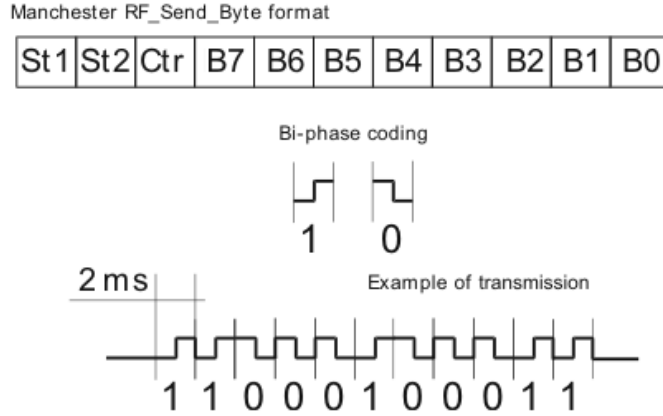 Manchester RF_Send_Byte format
St1 St2 Ctr B7 B6 B5 B4 B3 B2 B1 B0
Bi-phase coding
1 0
2 ms
Example of transmission
1 1 0 0 0 1 0 0 0 1 1